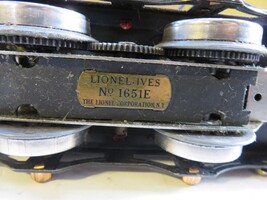 LIONEL-IVES
No 1651E
THE LIONEL CORPORATION, N.Y.